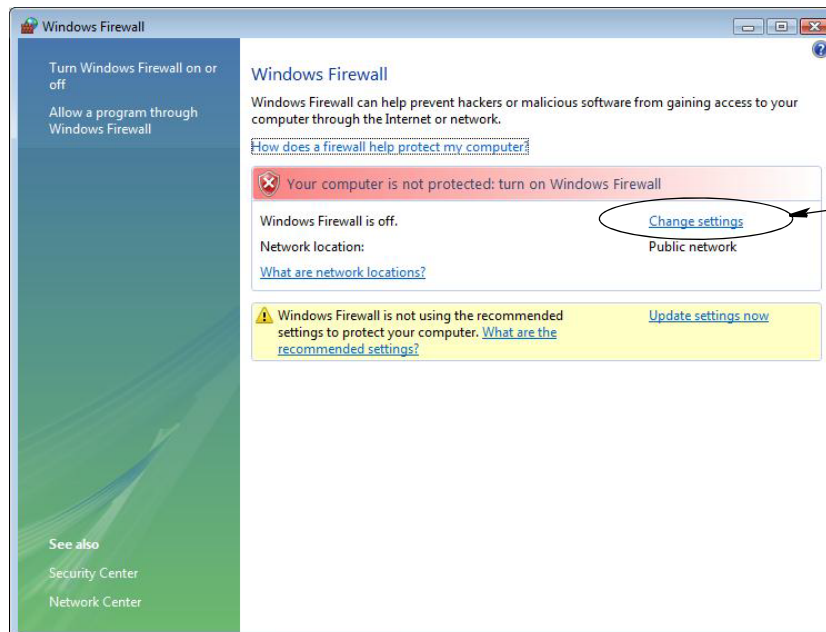 Windows Firewall
Turn Windows Firewall on or
off
Allow a program through
Windows Firewall
Windows Firewall
Windows Firewall can help prevent hackers or malicious software from gaining access to your
computer through the Internet or network.
How does a firewall help protect my computer?
Your computer is not protected: turn on Windows Firewall
Windows Firewall is off.
Change settings
Network location:
Public network
What are network locations?
Windows Firewall is not using the recommended
settings to protect your computer. What are the
recommended settings?
Update settings now
See also
Security Center
Network Center